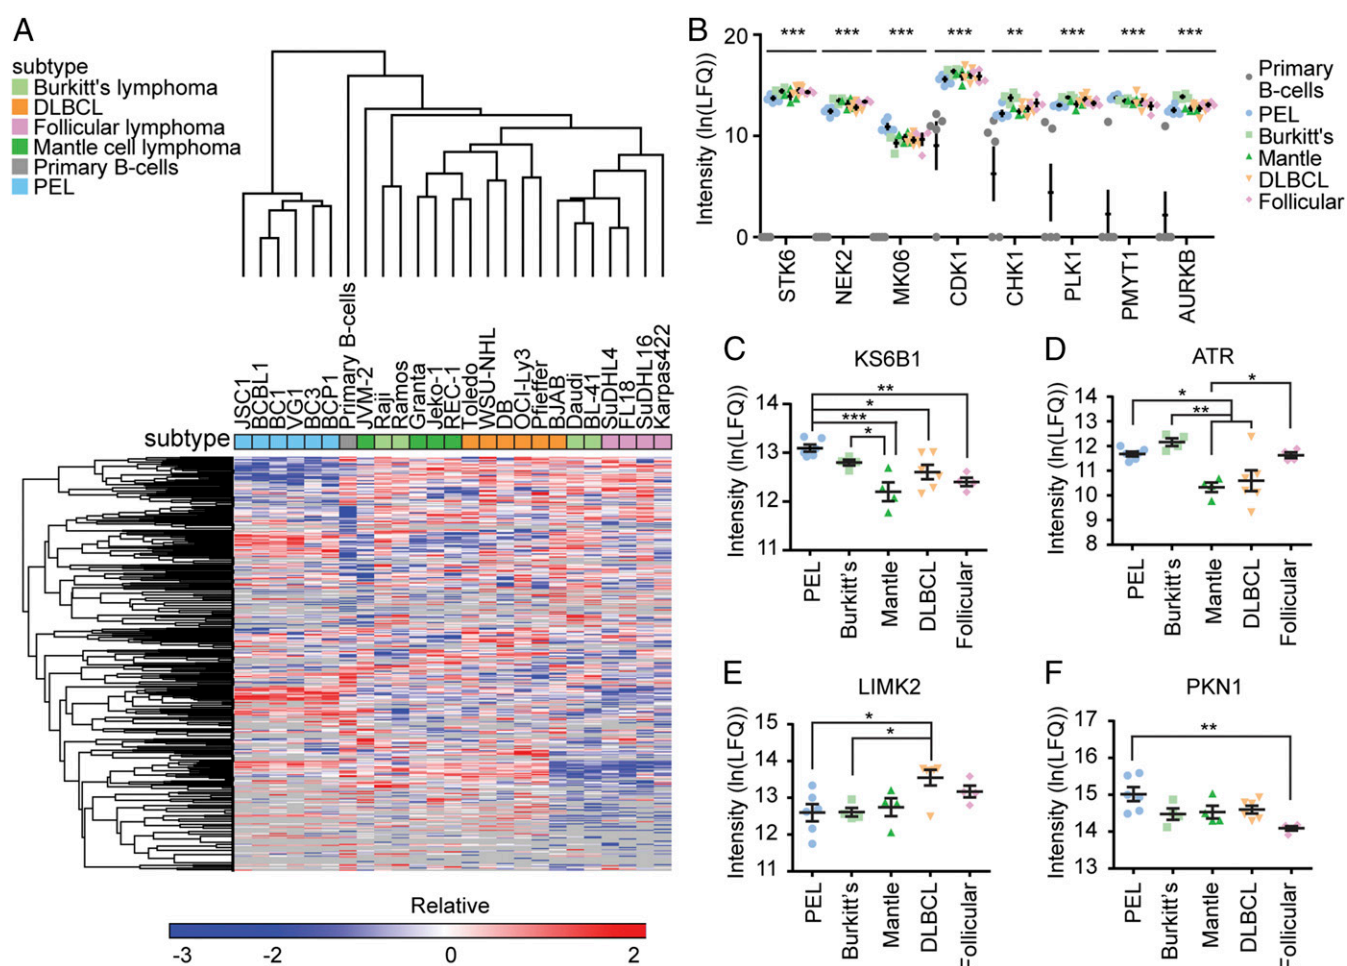 A
subtype
Burkitt's lymphoma
DLBCL
Follicular lymphoma
Mantle cell lymphoma
Primary B-cells
PEL
JSC1
BCBL1
BC1
VG1
BC3
BCP1
Primary B-cells
JVM-2
Raji
Ramos
Granta
Jeko-1
REC-1
Toledo
WSU-NHL
DB
OCI-Ly3
Pfieffer
BJAB
Daudi
BL-41
SuDHL4
FL18
SuDHL16
Karpas422
subtype
Relative
-3 -2 0 2
B
Intensity (ln(LFQ))
20
10
0
*** *** *** *** ** *** *** ***
STK6
NEK2
MK06
CDK1
CHK1
PLK1
PMYT1
AURKB
Primary
B-cells
PEL
Burkitt's
Mantle
DLBCL
Follicular
C
KS6B1
Intensity (ln(LFQ))
14
13
12
11
**
*
***
*
PEL
Burkitt's
Mantle
DLBCL
Follicular
D
ATR
Intensity (ln(LFQ))
14
13
12
11
10
9
8
*
*
**
PEL
Burkitt's
Mantle
DLBCL
Follicular
E
LIMK2
Intensity (ln(LFQ))
15
14
13
12
11
*
*
PEL
Burkitt's
Mantle
DLBCL
Follicular
F
PKN1
Intensity (ln(LFQ))
17
16
15
14
13
**
PEL
Burkitt's
Mantle
DLBCL
Follicular